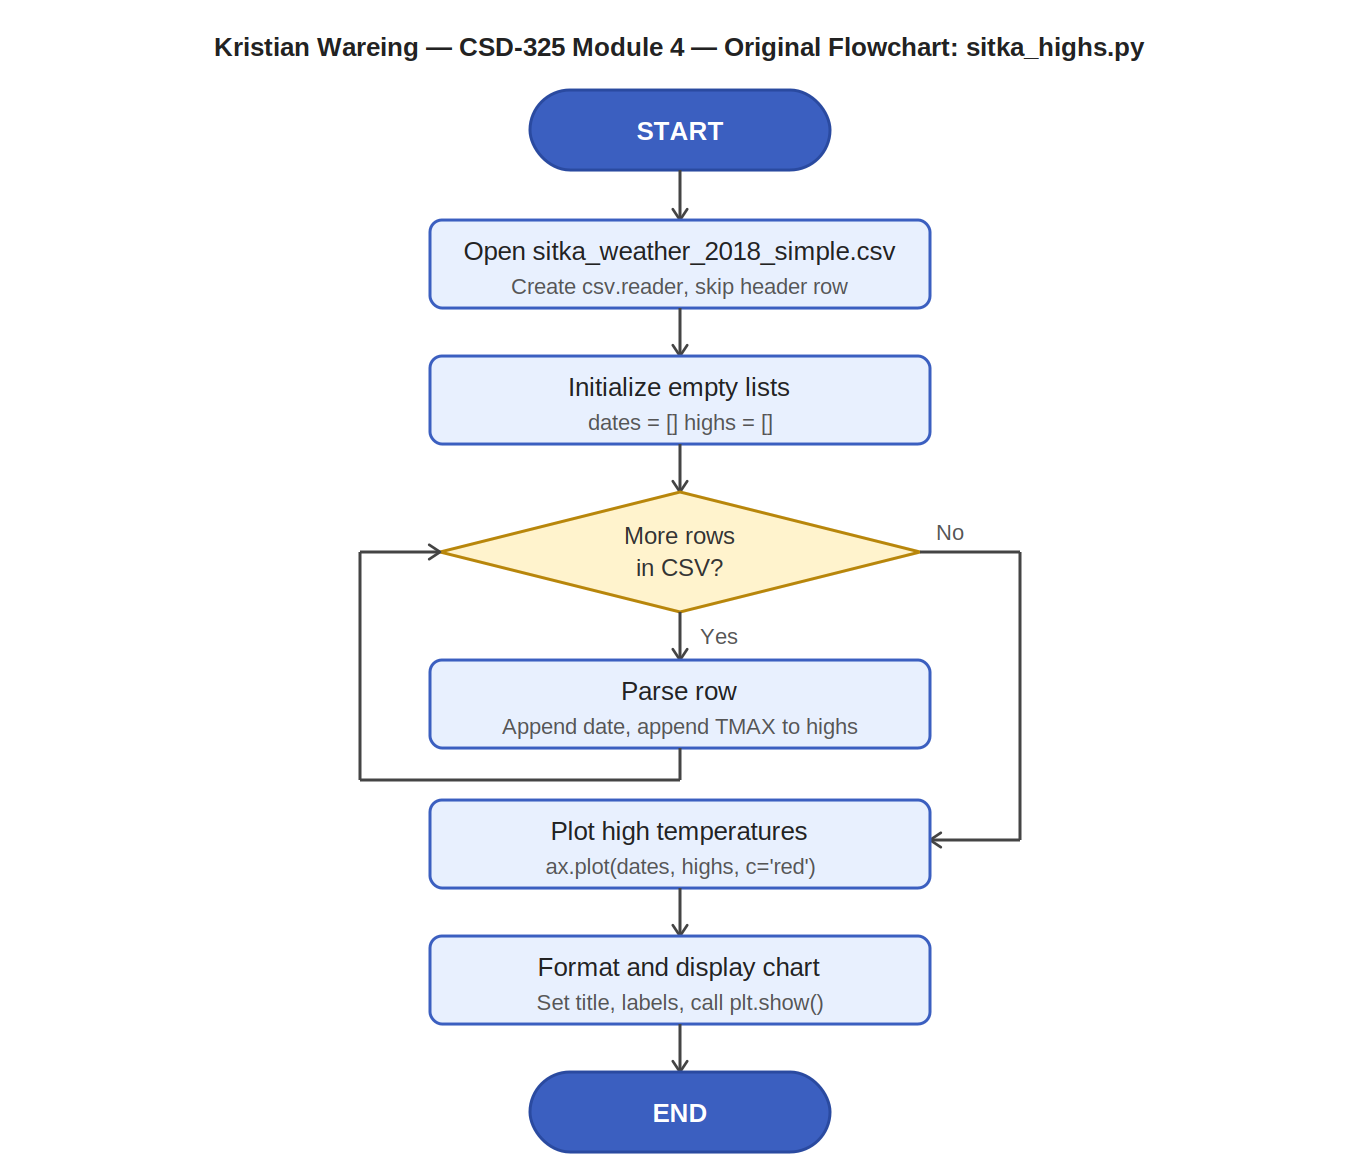 Kristian Wareing — CSD-325 Module 4 — Original Flowchart: sitka_highs.py
START
Open sitka_weather_2018_simple.csv
Create csv.reader, skip header row
Initialize empty lists
dates = [] highs = []
More rows
in CSV?
No
Yes
Parse row
Append date, append TMAX to highs
Plot high temperatures
ax.plot(dates, highs, c='red')
Format and display chart
Set title, labels, call plt.show()
END